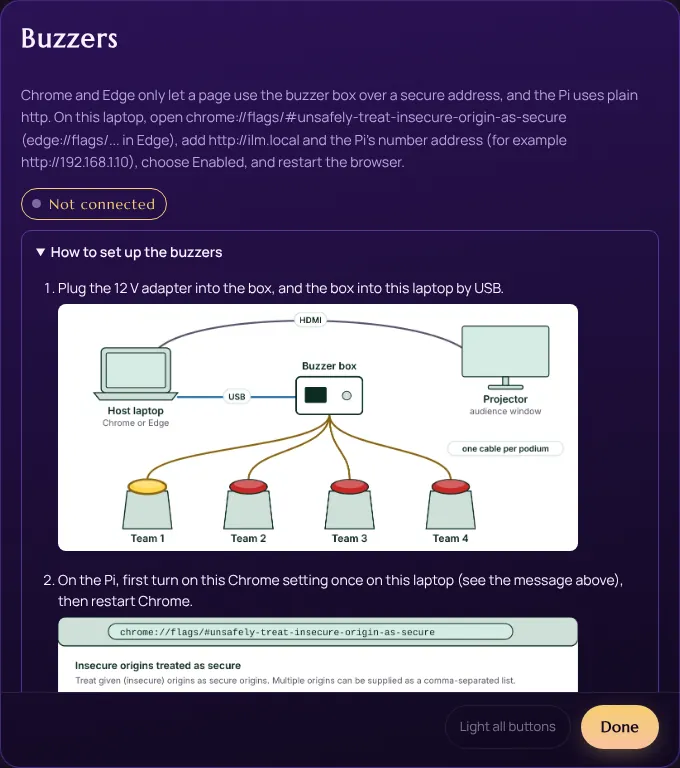 Buzzers
Chrome and Edge only let a page use the buzzer box over a secure address, and the Pi uses plain
http. On this laptop, open chrome://flags/#unsafely-treat-insecure-origin-as-secure
(edge://flags/... in Edge), add http://ilm.local and the Pi's number address (for example
http://192.168.1.10), choose Enabled, and restart the browser.
Not connected
▼ How to set up the buzzers
1. Plug the 12 V adapter into the box, and the box into this laptop by USB.
HDMI
Buzzer box
USB
Host laptop
Chrome or Edge
Projector
audience window
one cable per podium
Team 1
Team 2
Team 3
Team 4
2. On the Pi, first turn on this Chrome setting once on this laptop (see the message above),
then restart Chrome.
chrome://flags/#unsafely-treat-insecure-origin-as-secure
Insecure origins treated as secure
Treat given (insecure) origins as secure origins. Multiple origins can be supplied as a comma-separated list.
Light all buttons
Done